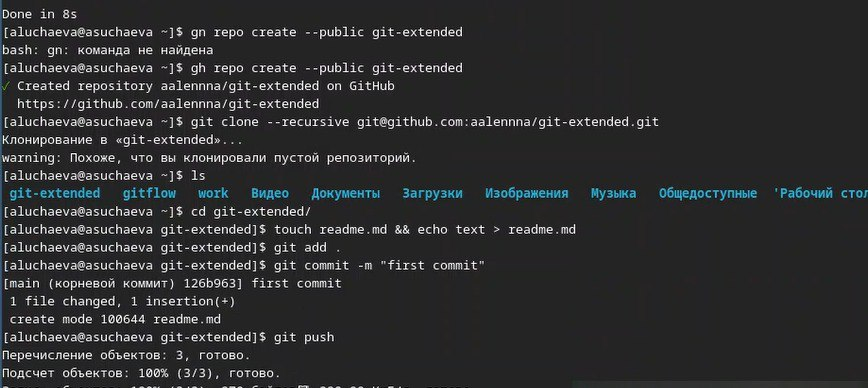 Done in 8s
[aluchaeva@asuchaeva ~]$ gn repo create --public git-extended
bash: gn: команда не найдена
[aluchaeva@asuchaeva ~]$ gh repo create --public git-extended
✓ Created repository aalennna/git-extended on GitHub
https://github.com/aalennna/git-extended
[aluchaeva@asuchaeva ~]$ git clone --recursive git@github.com:aalennna/git-extended.git
Клонирование в «git-extended»...
warning: Похоже, что вы клонировали пустой репозиторий.
[aluchaeva@asuchaeva ~]$ ls
git-extended gitflow work Видео Документы Загрузки Изображения Музыка Общедоступные 'Рабочий стол
[aluchaeva@asuchaeva ~]$ cd git-extended/
[aluchaeva@asuchaeva git-extended]$ touch readme.md && echo text > readme.md
[aluchaeva@asuchaeva git-extended]$ git add .
[aluchaeva@asuchaeva git-extended]$ git commit -m "first commit"
[main (корневой коммит) 126b963] first commit
1 file changed, 1 insertion(+)
create mode 100644 readme.md
[aluchaeva@asuchaeva git-extended]$ git push
Перечисление объектов: 3, готово.
Подсчет объектов: 100% (3/3), готово.